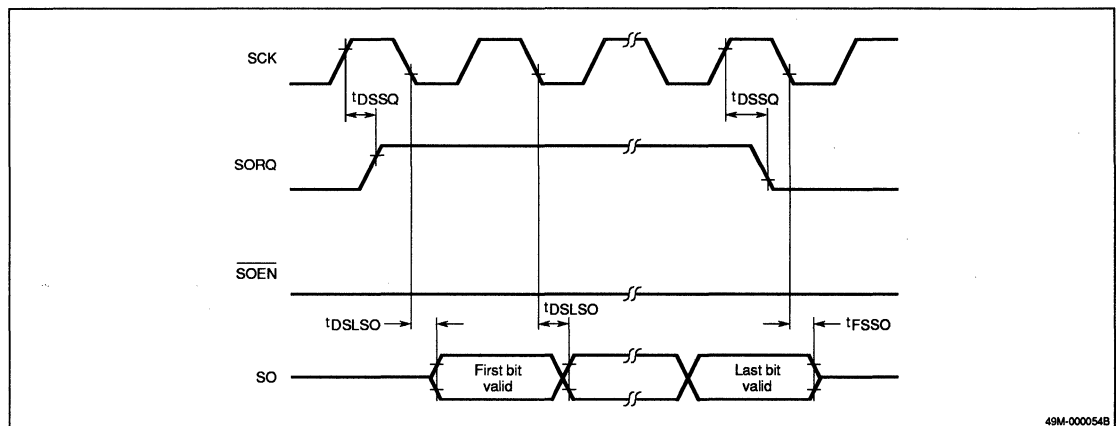 SCK
tDSSQ
tDSSQ
SORQ
SOEN
tDSLSO
tDSLSO
tFSSO
SO
First bit
valid
Last bit
valid
49M-000054B